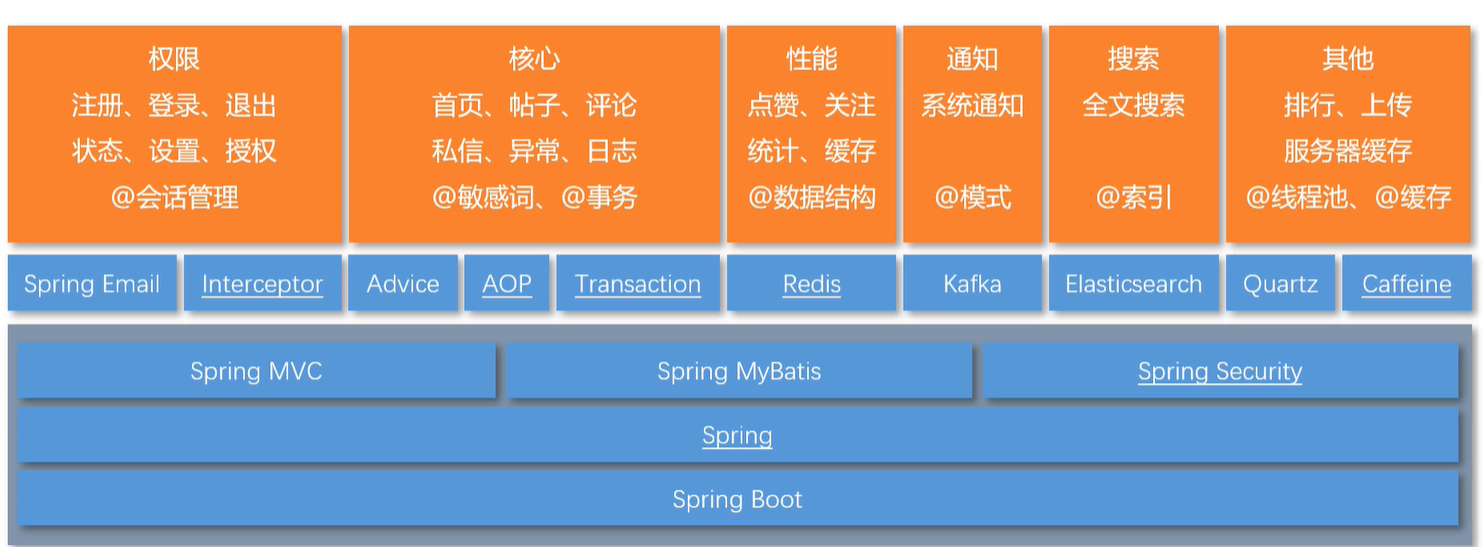 权限
注册、登录、退出
状态、设置、授权
@会话管理
核心
首页、帖子、评论
私信、异常、日志
@敏感词、@事务
性能
点赞、关注
统计、缓存
@数据结构
通知
系统通知
@模式
搜索
全文搜索
@索引
其他
排行、上传
服务器缓存
@线程池、@缓存
Spring Email
Interceptor
Advice
AOP
Transaction
Redis
Kafka
Elasticsearch
Quartz
Caffeine
Spring MVC
Spring MyBatis
Spring Security
Spring
Spring Boot